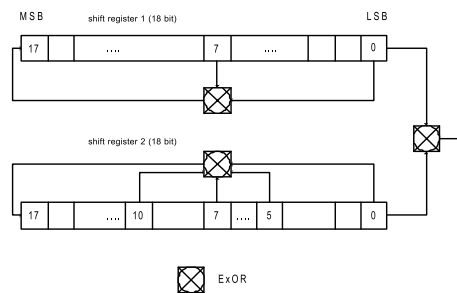 MSB shift register 1 (18 bit) LSB
17 .... 7 .... 0
shift register 2 (18 bit)
17 .... 10 7 .... 5 0
ExOR